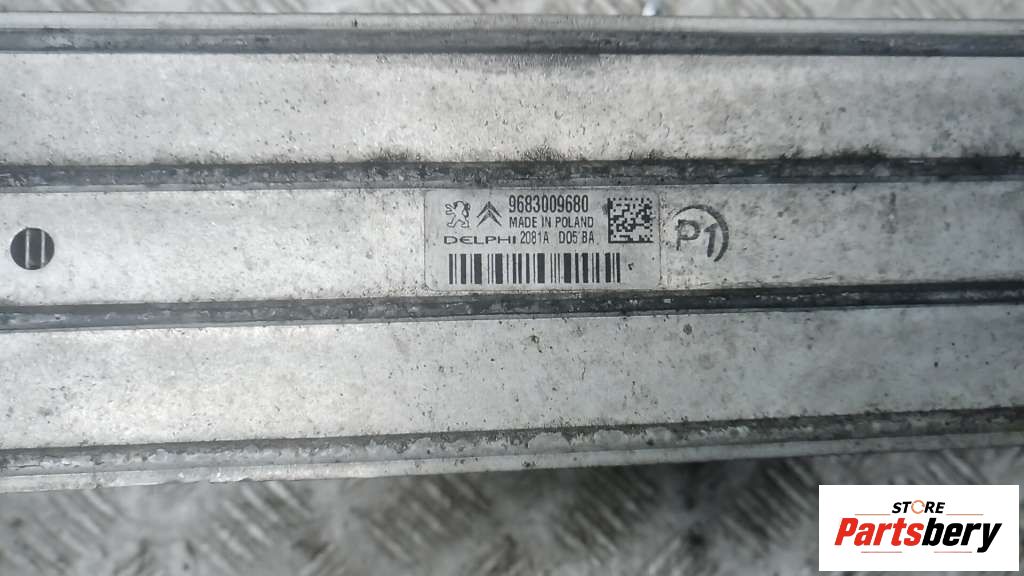 9683009680
MADE IN POLAND
DELPHI 2081A D05 BA
P1
STORE
Partsbery